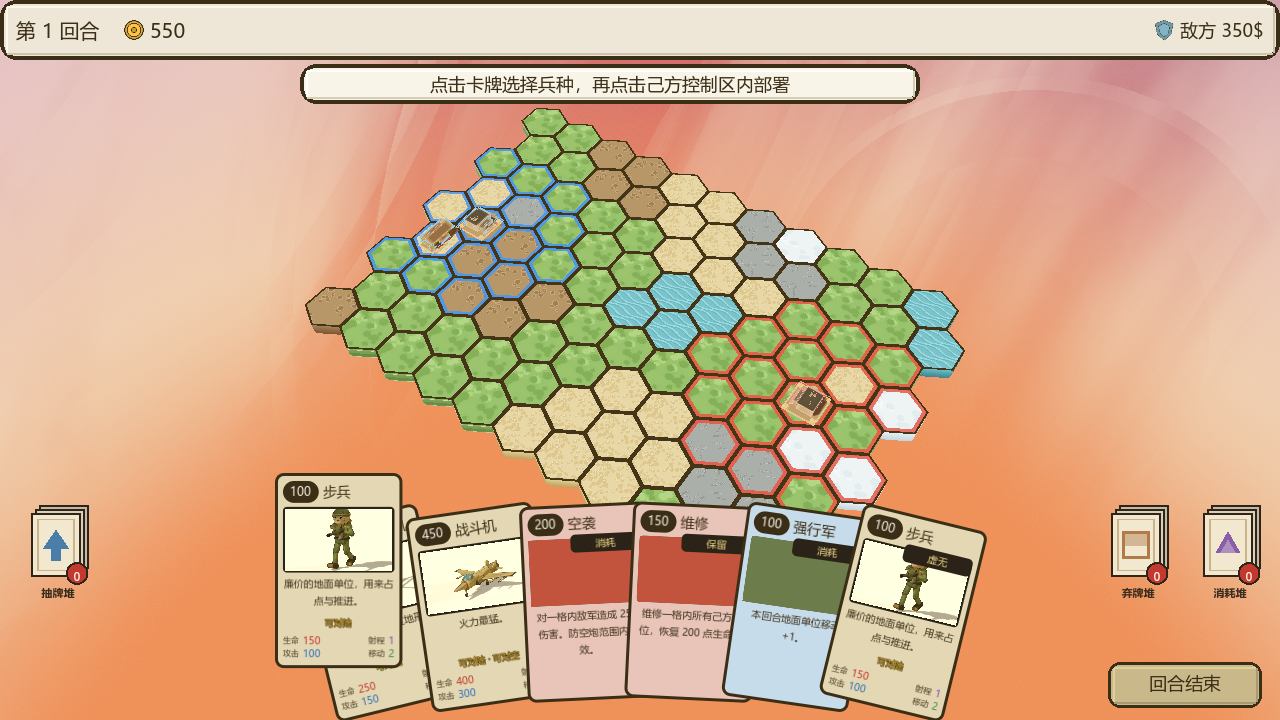 第 1 回合
550
敌方 350$
点击卡牌选择兵种，再点击己方控制区内部署
100 步兵
廉价的地面单位，用来占
点与推进。
可对地
生命 150 射程 1
攻击 100 移动 2
生命 250
攻击 150
450 战斗机
火力最猛。
可对地·可对空
生命 400
攻击 300
200 空袭
消耗
对一格内敌军造成 25
伤害。防空炮范围内
效。
150 维修
保留
维修一格内所有己方
位，恢复 200 点生命
100 强行军
消耗
本回合地面单位移动
+1。
100 步兵
虚无
廉价的地面单位，用来占
点与推进。
可对地
生命 150 射程 1
攻击 100 移动 2
0
抽牌堆
0
弃牌堆
0
消耗堆
回合结束